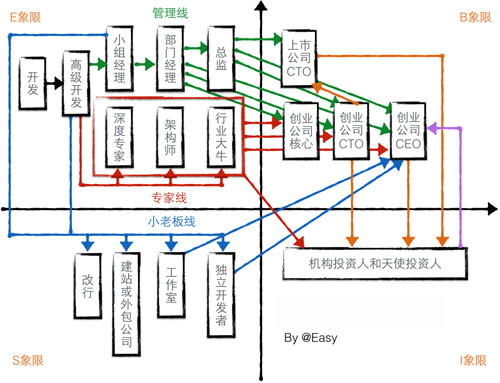 E象限
管理线
B象限
开发
高级开发
小组经理
部门经理
总监
上市公司CTO
深度专家
架构师
行业大牛
创业公司核心
创业公司CTO
创业公司CEO
专家线
小老板线
改行
建站或外包公司
工作室
独立开发者
机构投资人和天使投资人
By @Easy
S象限
I象限